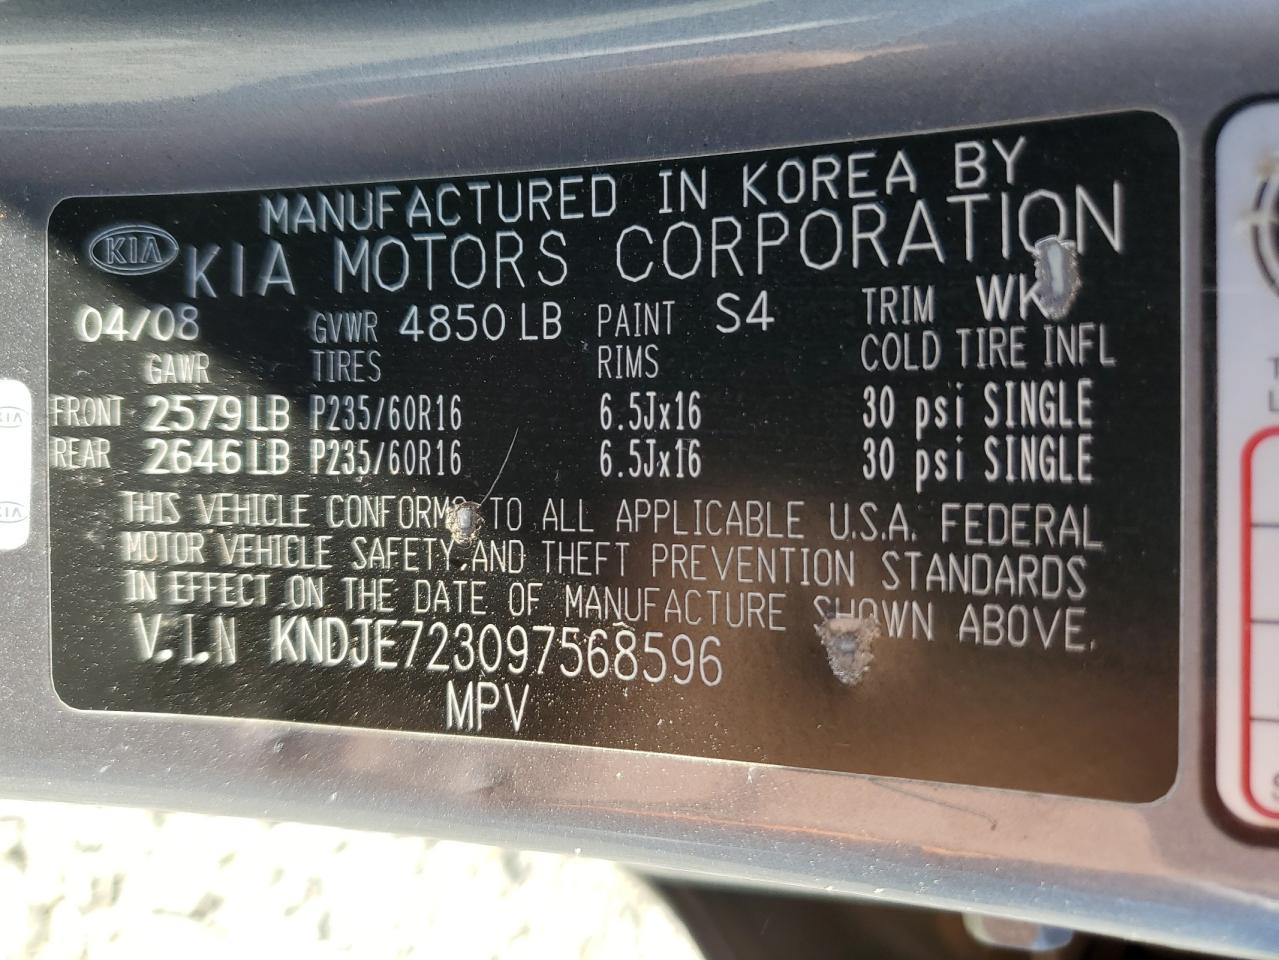 MANUFACTURED IN KOREA BY
KIA KIA MOTORS CORPORATION
04/08 GVWR 4850 LB PAINT S4 TRIM WK
GAWR TIRES RIMS COLD TIRE INFL
FRONT 2579 LB P235/60R16 6.5Jx16 30 psi SINGLE
REAR 2646 LB P235/60R16 6.5Jx16 30 psi SINGLE
THIS VEHICLE CONFORMS TO ALL APPLICABLE U.S.A. FEDERAL
MOTOR VEHICLE SAFETY AND THEFT PREVENTION STANDARDS
IN EFFECT ON THE DATE OF MANUFACTURE SHOWN ABOVE.
V.I.N KNDJE723097568596
MPV
KIA
KIA